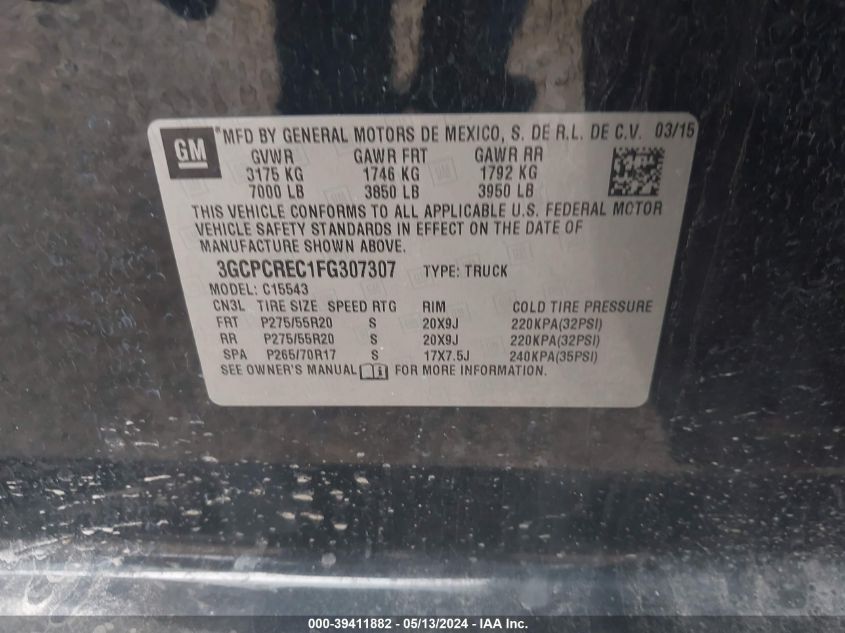 GM
*MFD BY GENERAL MOTORS DE MEXICO, S. DE R.L. DE C.V. 03/15
GVWR GAWR FRT GAWR RR
3175 KG 1746 KG 1792 KG
7000 LB 3850 LB 3950 LB
THIS VEHICLE CONFORMS TO ALL APPLICABLE U.S. FEDERAL MOTOR
VEHICLE SAFETY STANDARDS IN EFFECT ON THE DATE OF
MANUFACTURE SHOWN ABOVE.
3GCPCREC1FG307307 TYPE: TRUCK
MODEL: C15543
CN3L TIRE SIZE SPEED RTG RIM COLD TIRE PRESSURE
FRT P275/55R20 S 20X9J 220KPA(32PSI)
RR P275/55R20 S 20X9J 220KPA(32PSI)
SPA P265/70R17 S 17X7.5J 240KPA(35PSI)
SEE OWNER'S MANUAL FOR MORE INFORMATION.
000-39411882 - 05/13/2024 - IAA Inc.